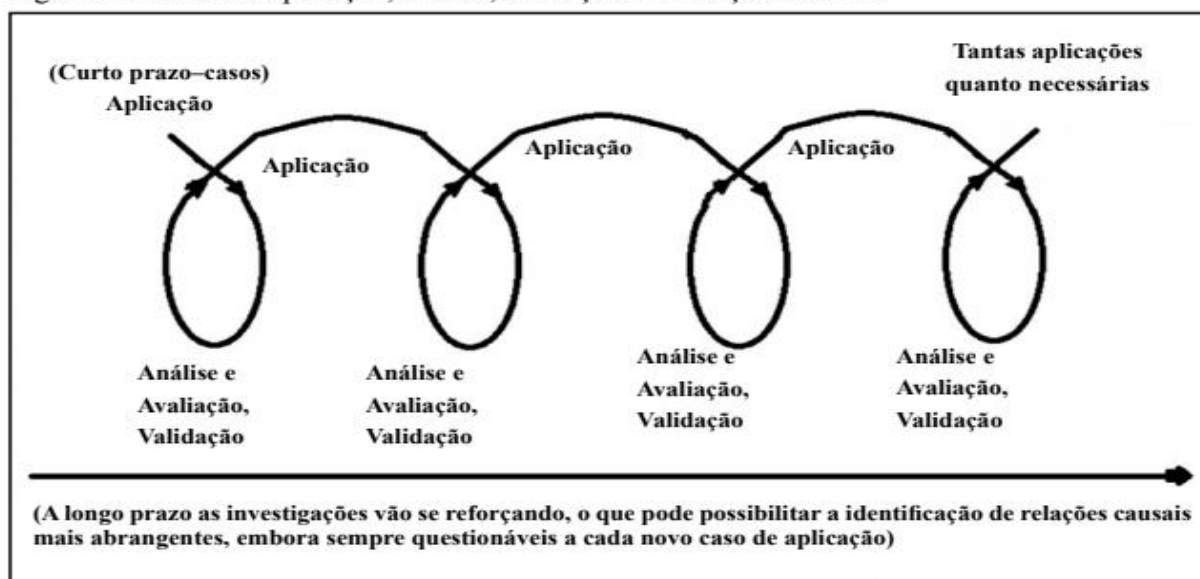 (Curto prazo–casos)
Aplicação
Tantas aplicações
quanto necessárias
Aplicação
Aplicação
Aplicação
Análise e
Avaliação,
Validação
Análise e
Avaliação,
Validação
Análise e
Avaliação,
Validação
Análise e
Avaliação,
Validação
(A longo prazo as investigações vão se reforçando, o que pode possibilitar a identificação de relações causais
mais abrangentes, embora sempre questionáveis a cada novo caso de aplicação)